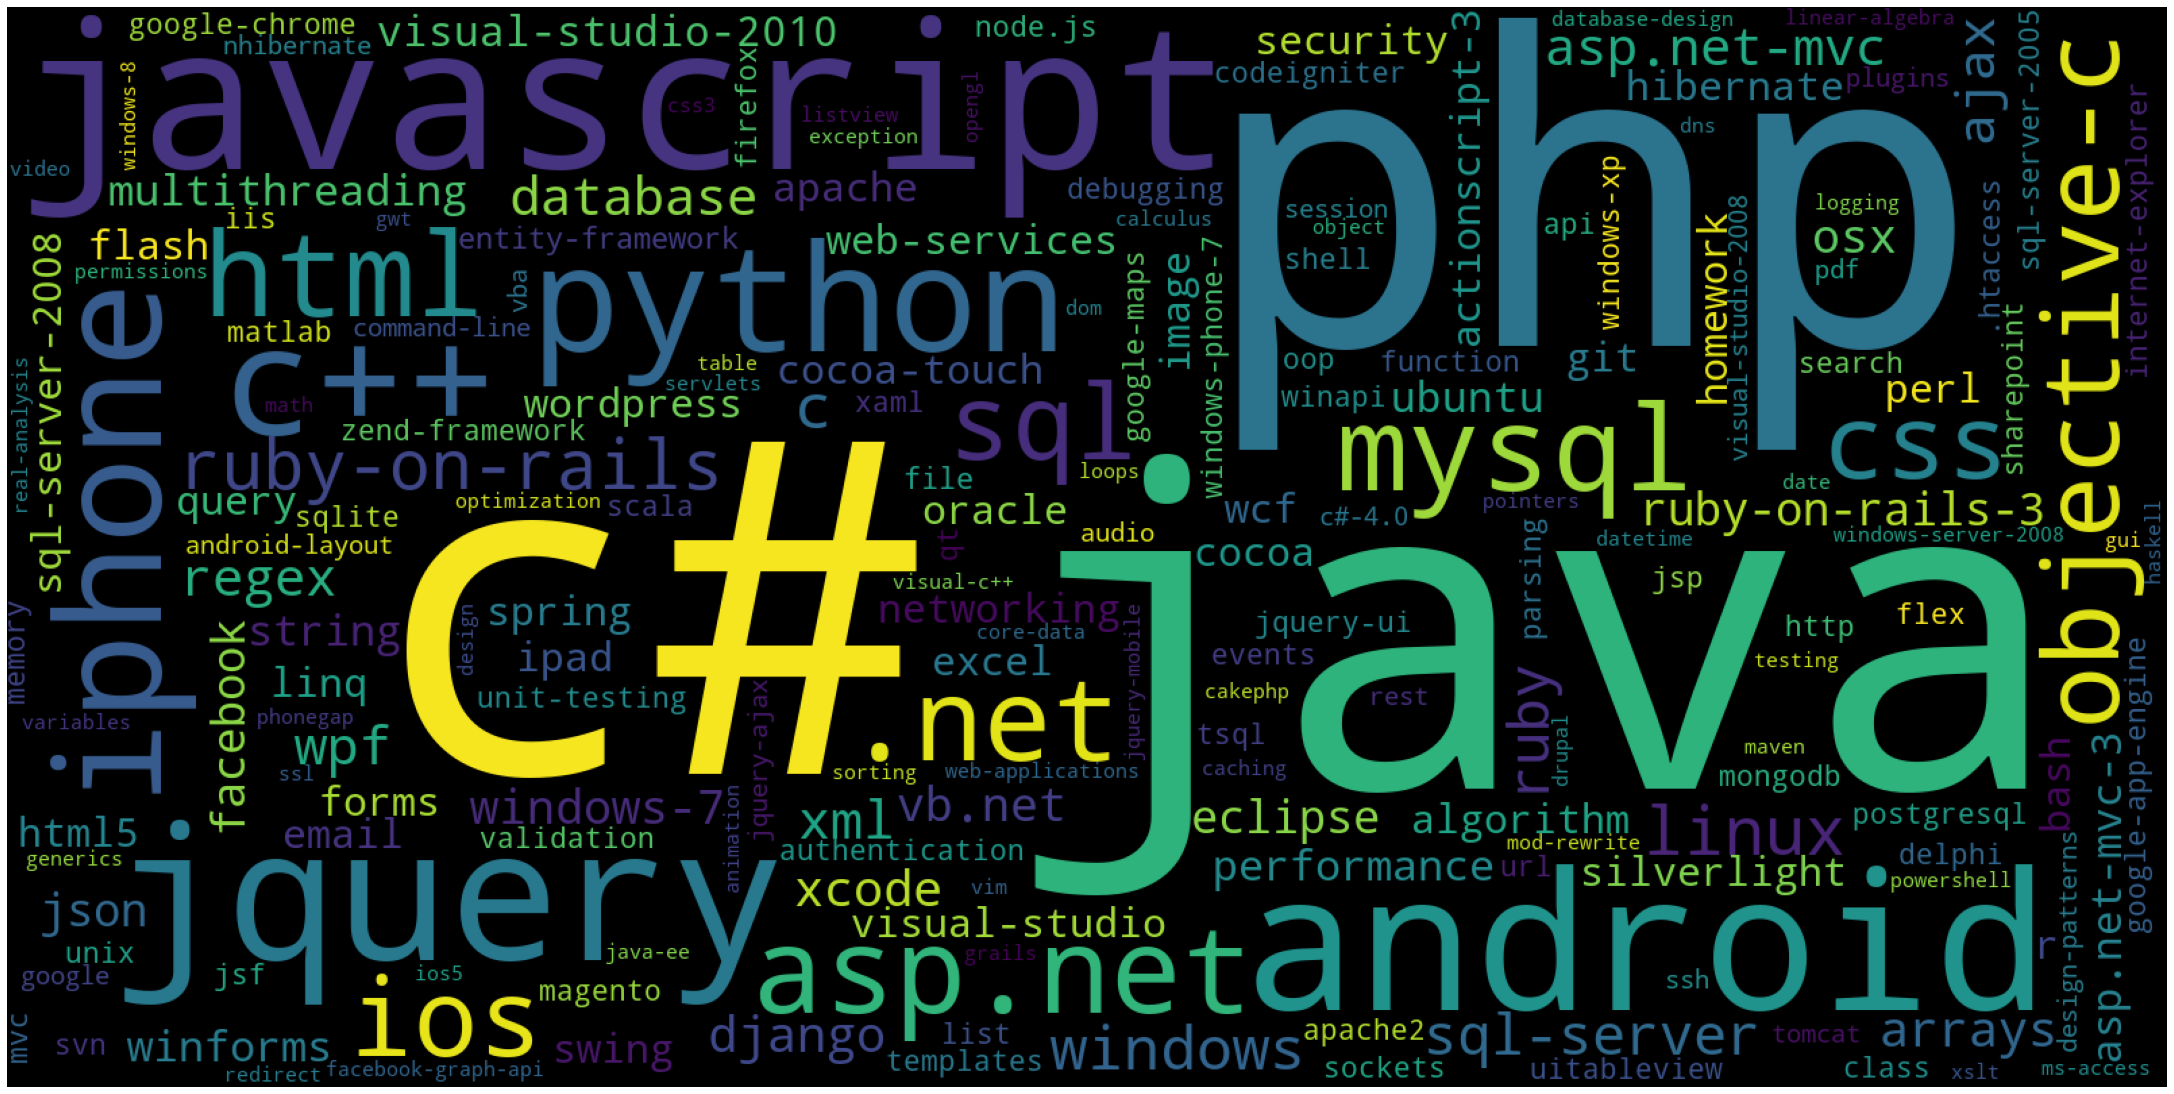 javascript
google-chrome
nhibernate
visual-studio-2010
node.js
windows-8
css3
firefox
listview
exception
opengl
video
multithreading
database
apache
debugging
calculus
security
codeigniter
actionscript-3
database-design
linear-algebra
asp.net-mvc
hibernate
plugins
dns
ajax
sql-server-2005
objective-c
internet-explorer
php
session
object
shell
api
windows-xp
homework
visual-studio-2008
logging
osx
pdf
.htaccess
iis
gwt
flash
permissions
html
entity-framework
web-services
vba
python
dom
google-maps
image
windows-phone-7
sql-server-2008
iphone
matlab
command-line
c++
math
table
servlets
cocoa-touch
wordpress
c
xaml
sql
zend-framework
real-analysis
oop
function
git
winapi
ubuntu
search
perl
sharepoint
mysql
css
ruby-on-rails
loops
file
date
query
sqlite
optimization
scala
oracle
wcf
c#-4.0
pointers
ruby-on-rails-3
android-layout
qt
audio
cocoa
parsing
datetime
windows-server-2008
gui
haskell
regex
c#
visual-c++
java
jsp
memory
facebook
string
design
spring
networking
core-data
jquery-mobile
jquery-ui
http
flex
linq
ipad
excel
events
testing
unit-testing
cakephp
rest
variables
phonegap
jquery-ajax
.net
tsql
ruby
drupal
maven
google-app-engine
wpf
ssl
sorting
web-applications
caching
mongodb
bash
asp.net-mvc-3
forms
windows-7
animation
xml
vb.net
eclipse
algorithm
linux
postgresql
html5
email
validation
authentication
mod-rewrite
delphi
design-patterns
generics
jquery
performance
url
silverlight
powershell
json
xcode
vim
visual-studio
android
unix
java-ee
grails
r
google
jsf
ios5
magento
asp.net
ssh
ios
mvc
svn
winforms
swing
django
list
windows
apache2
sql-server
tomcat
arrays
redirect
facebook-graph-api
templates
sockets
uitableview
class
xslt
ms-access